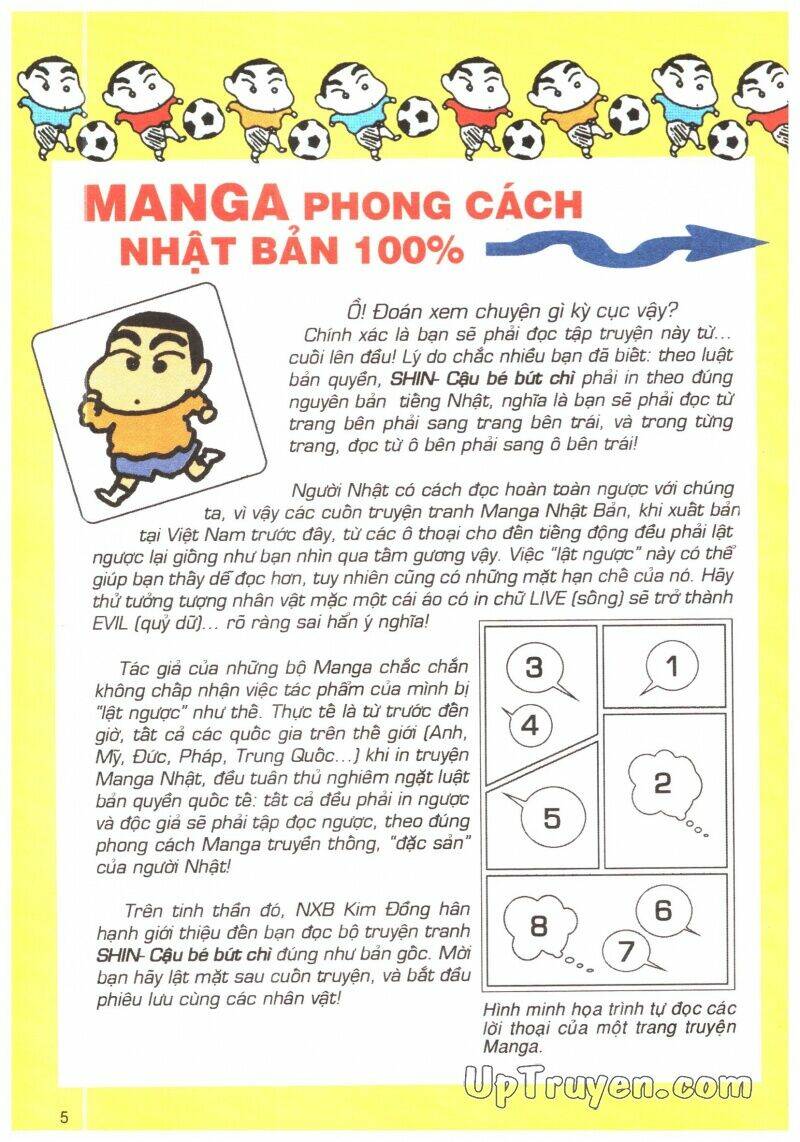 MANGA PHONG CÁCH
NHẬT BẢN 100%
Ồ! Đoán xem chuyện gì kỳ cục vậy?
Chính xác là bạn sẽ phải đọc tập truyện này từ...
cuối lên đầu! Lý do chắc nhiều bạn đã biết: theo luật
bản quyền, SHIN- Cậu bé bút chì phải in theo đúng
nguyên bản tiếng Nhật, nghĩa là bạn sẽ phải đọc từ
trang bên phải sang trang bên trái, và trong từng
trang, đọc từ ô bên phải sang ô bên trái!
Người Nhật có cách đọc hoàn toàn ngược với chúng
ta, vì vậy các cuốn truyện tranh Manga Nhật Bản, khi xuất bản
tại Việt Nam trước đây, từ các ô thoại cho đến tiếng động đều phải lật
ngược lại giống như bạn nhìn qua tấm gương vậy. Việc "lật ngược" này có thể
giúp bạn thấy dễ đọc hơn, tuy nhiên cũng có những mặt hạn chế của nó. Hãy
thử tưởng tượng nhân vật mặc một cái áo có in chữ LIVE (sống) sẽ trở thành
EVIL (quỷ dữ)... rõ ràng sai hẳn ý nghĩa!
Tác giả của những bộ Manga chắc chắn
không chấp nhận việc tác phẩm của mình bị
"lật ngược" như thế. Thực tế là từ trước đến
giờ, tất cả các quốc gia trên thế giới (Anh,
Mỹ, Đức, Pháp, Trung Quốc...) khi in truyện
Manga Nhật, đều tuân thủ nghiêm ngặt luật
bản quyền quốc tế: tất cả đều phải in ngược
và độc giả sẽ phải tập đọc ngược, theo đúng
phong cách Manga truyền thống, "đặc sản"
của người Nhật!
Trên tinh thần đó, NXB Kim Đồng hân
hạnh giới thiệu đến bạn đọc bộ truyện tranh
SHIN- Cậu bé bút chì đúng như bản gốc. Mời
bạn hãy lật mặt sau cuốn truyện, và bắt đầu
phiêu lưu cùng các nhân vật!
1
2
3
4
5
6
7
8
Hình minh họa trình tự đọc các
lời thoại của một trang truyện
Manga.
UpTruyen.com
5